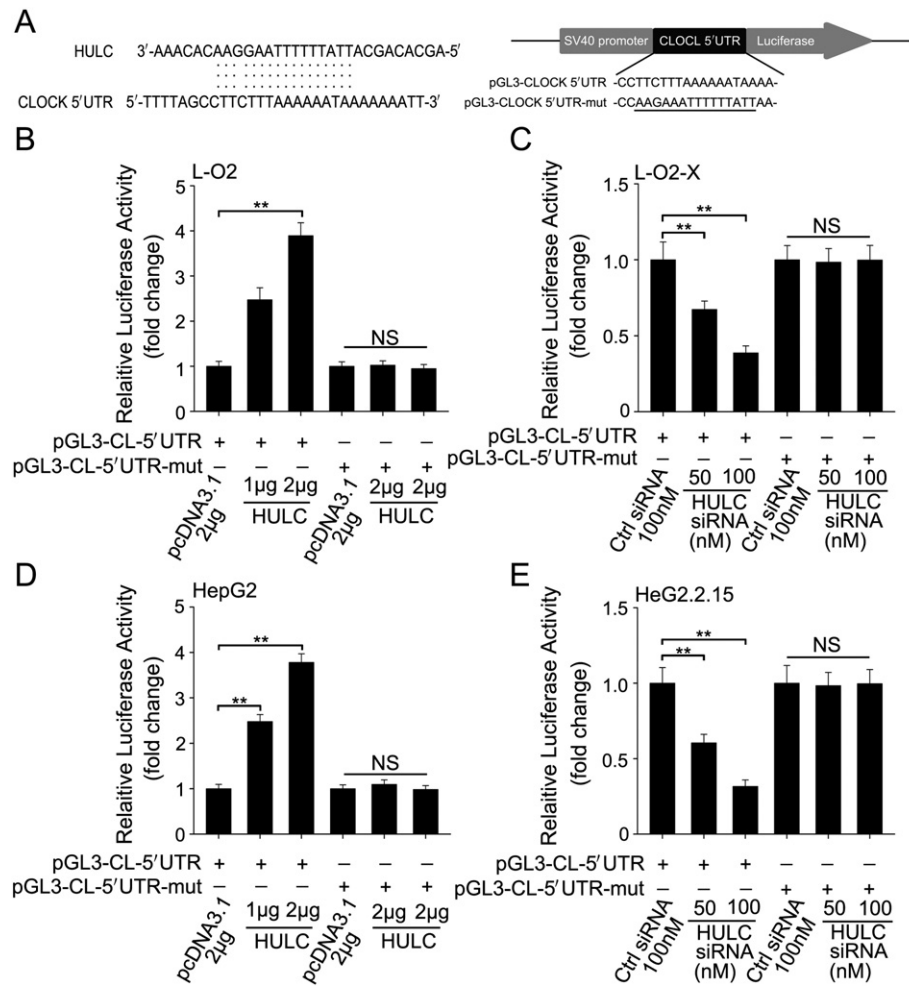 A
HULC 3'-AAACACAAGGAATTTTTTATTACGACACGA-5'
CLOCK 5'UTR 5'-TTTTAGCCTTCTTTAAAAAATAAAAAAATT-3'
SV40 promoter CLOCL 5'UTR Luciferase
pGL3-CLOCK 5'UTR -CCTTCTTTAAAAAATAAAA-
pGL3-CLOCK 5'UTR-mut -CCAAGAAATTTTTTATTAA-
B
L-O2
Relaitive Luciferase Activity
(fold change)
5
4
3
2
1
0
**
NS
pGL3-CL-5'UTR + + + – – –
pGL3-CL-5'UTR-mut – – – + + +
pcDNA3.1 2μg
1μg 2μg
HULC
pcDNA3.1 2μg
2μg 2μg
HULC
C
L-O2-X
Relaitive Luciferase Activity
(fold change)
1.5
1.0
0.5
0
**
**
NS
pGL3-CL-5'UTR + + + – – –
pGL3-CL-5'UTR-mut – – – + + +
Ctrl siRNA 100nM
50 100
HULC siRNA (nM)
Ctrl siRNA 100nM
50 100
HULC siRNA (nM)
D
HepG2
Relaitive Luciferase Activity
(fold change)
5
4
3
2
1
0
**
**
NS
pGL3-CL-5'UTR + + + – – –
pGL3-CL-5'UTR-mut – – – + + +
pcDNA3.1 2μg
1μg 2μg
HULC
pcDNA3.1 2μg
2μg 2μg
HULC
E
HeG2.2.15
Relaitive Luciferase Activity
(fold change)
1.5
1.0
0.5
0
**
**
NS
pGL3-CL-5'UTR + + + – – –
pGL3-CL-5'UTR-mut – – – + + +
Ctrl siRNA 100nM
50 100
HULC siRNA (nM)
Ctrl siRNA 100nM
50 100
HULC siRNA (nM)